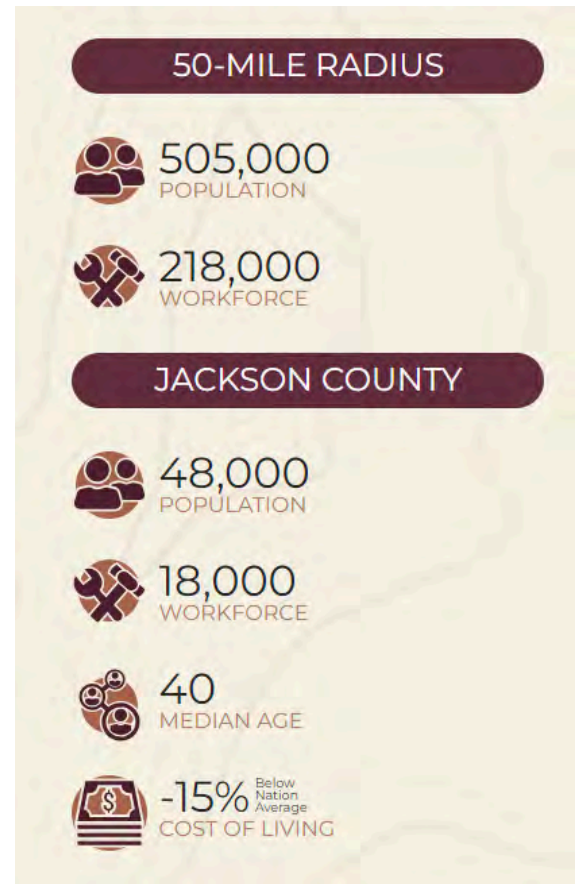 50-MILE RADIUS
505,000
POPULATION
218,000
WORKFORCE
JACKSON COUNTY
48,000
POPULATION
18,000
WORKFORCE
40
MEDIAN AGE
$
-15% Below
Nation
Average
COST OF LIVING